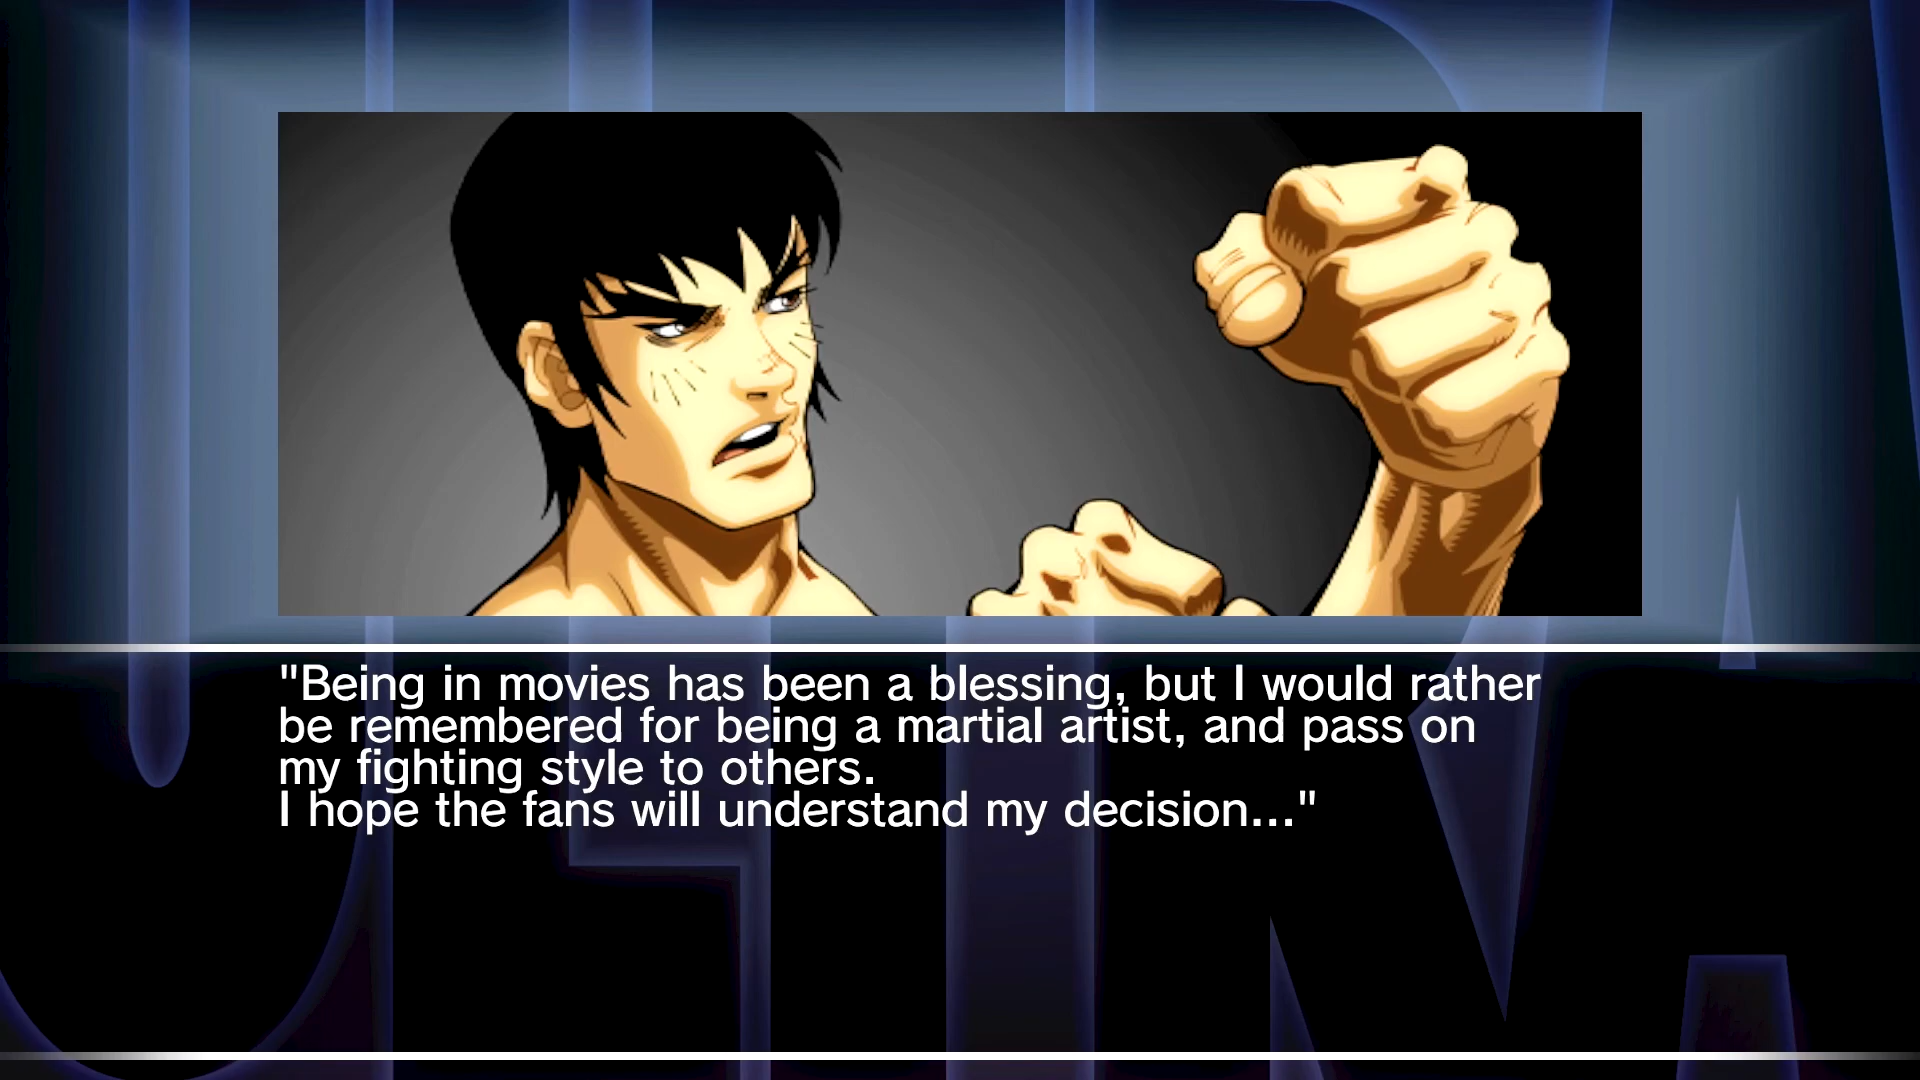 "Being in movies has been a blessing, but I would rather
be remembered for being a martial artist, and pass on
my fighting style to others.
I hope the fans will understand my decision..."